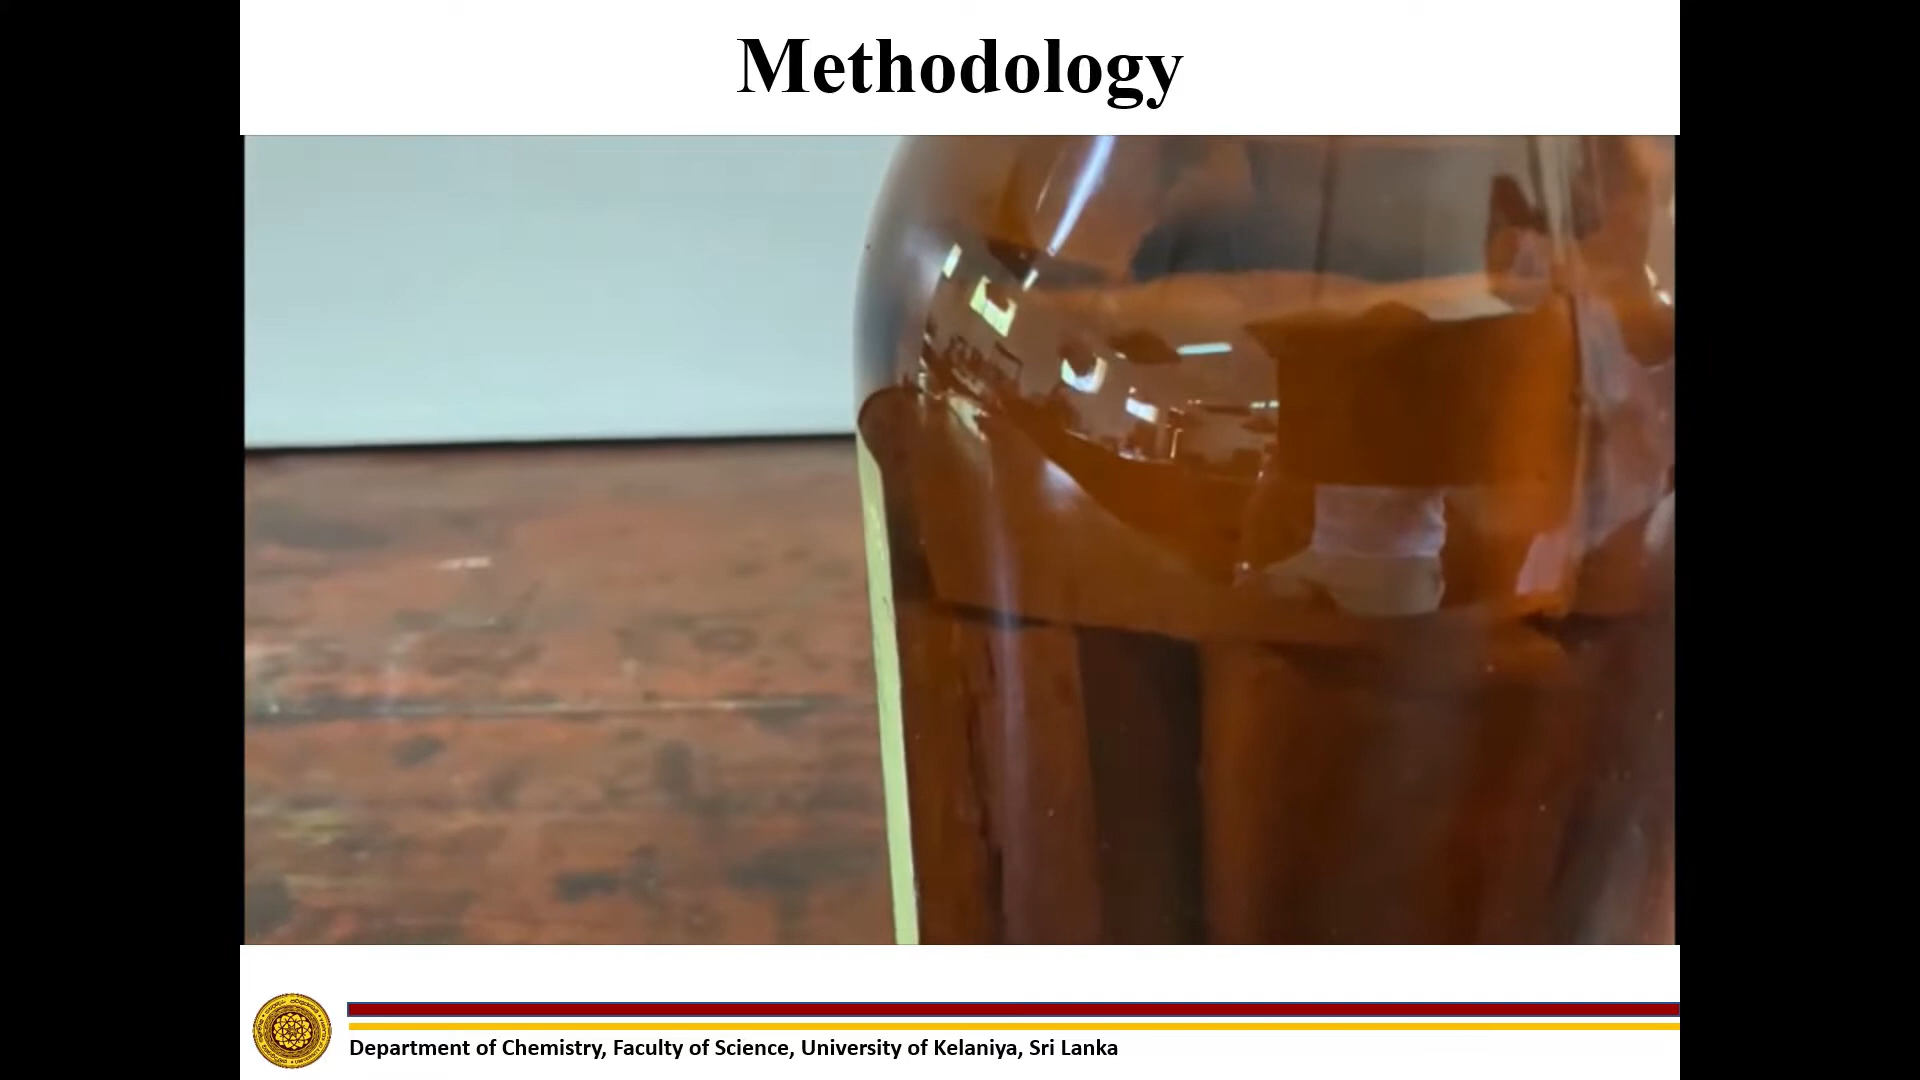 Methodology
Department of Chemistry, Faculty of Science, University of Kelaniya, Sri Lanka